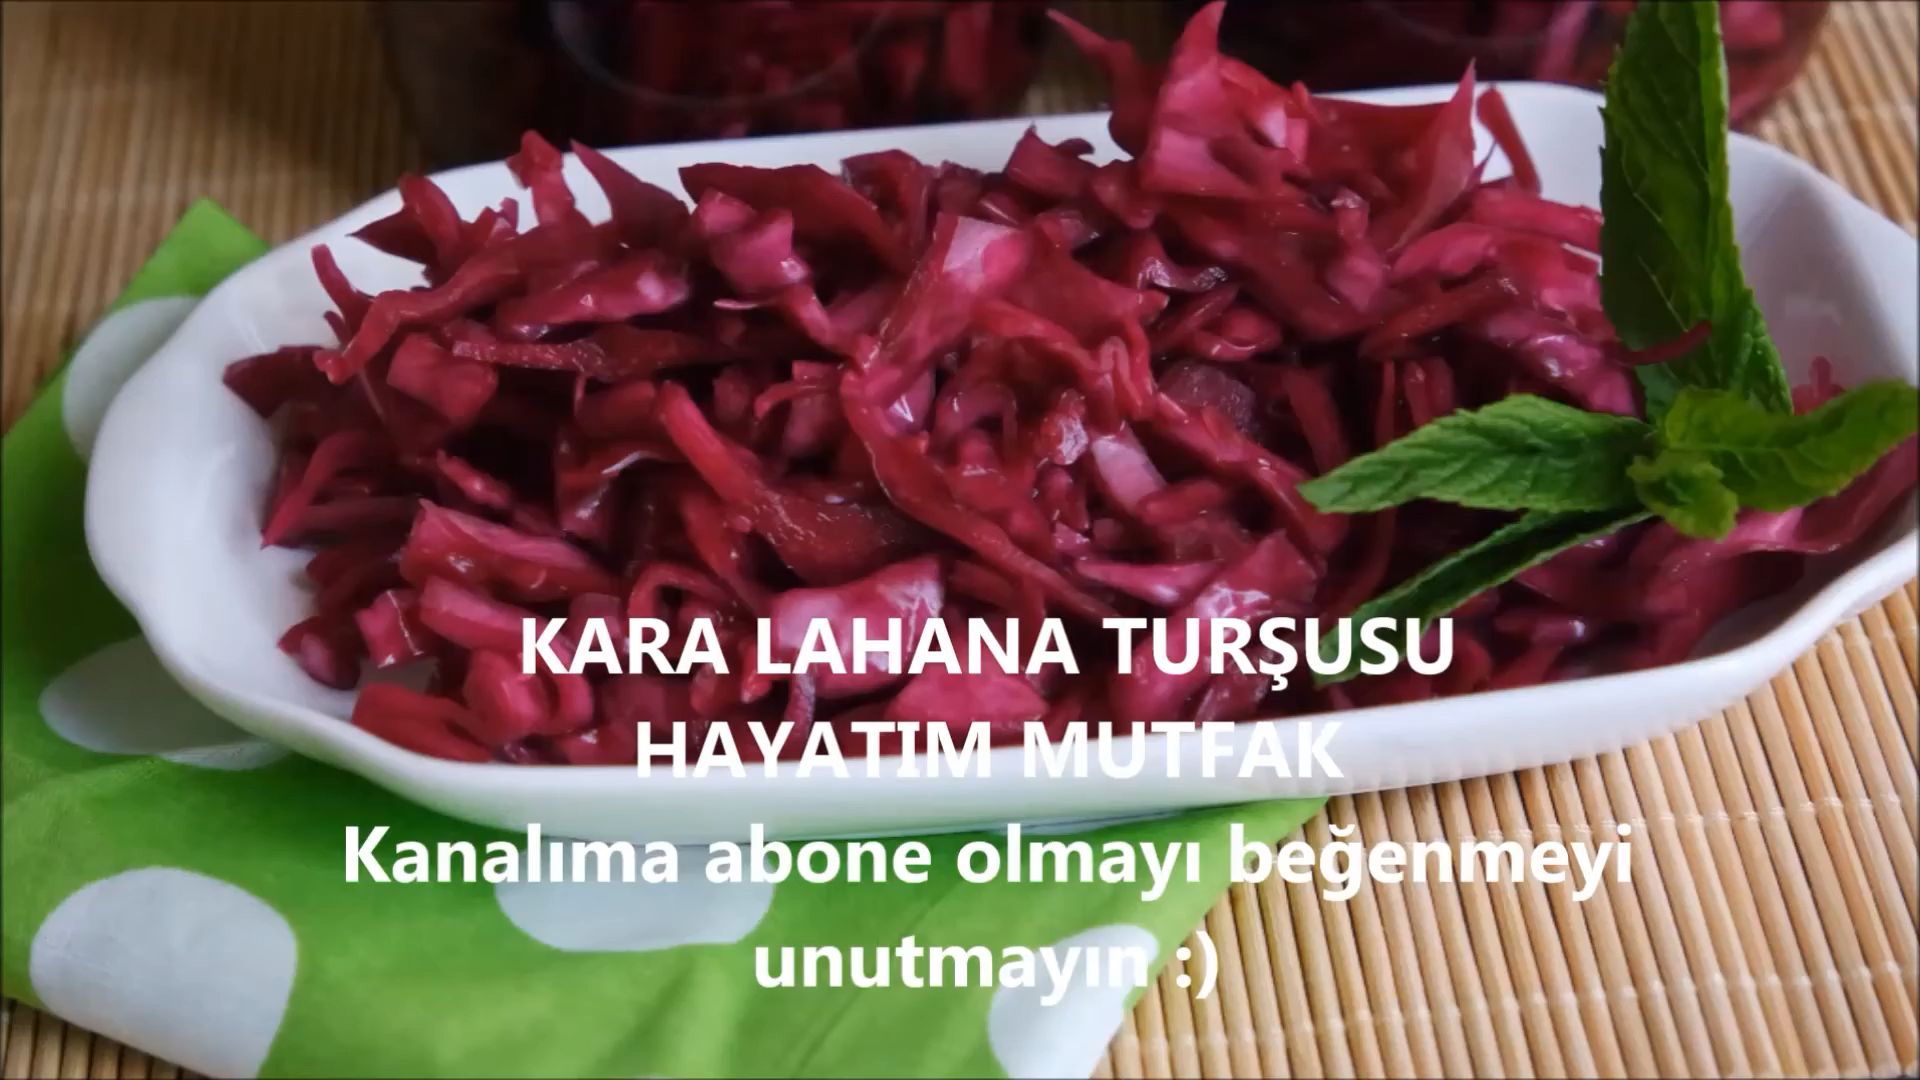 KARA LAHANA TURŞUSU
HAYATIM MUTFAK
Kanalıma abone olmayı beğenmeyi
unutmayın :)